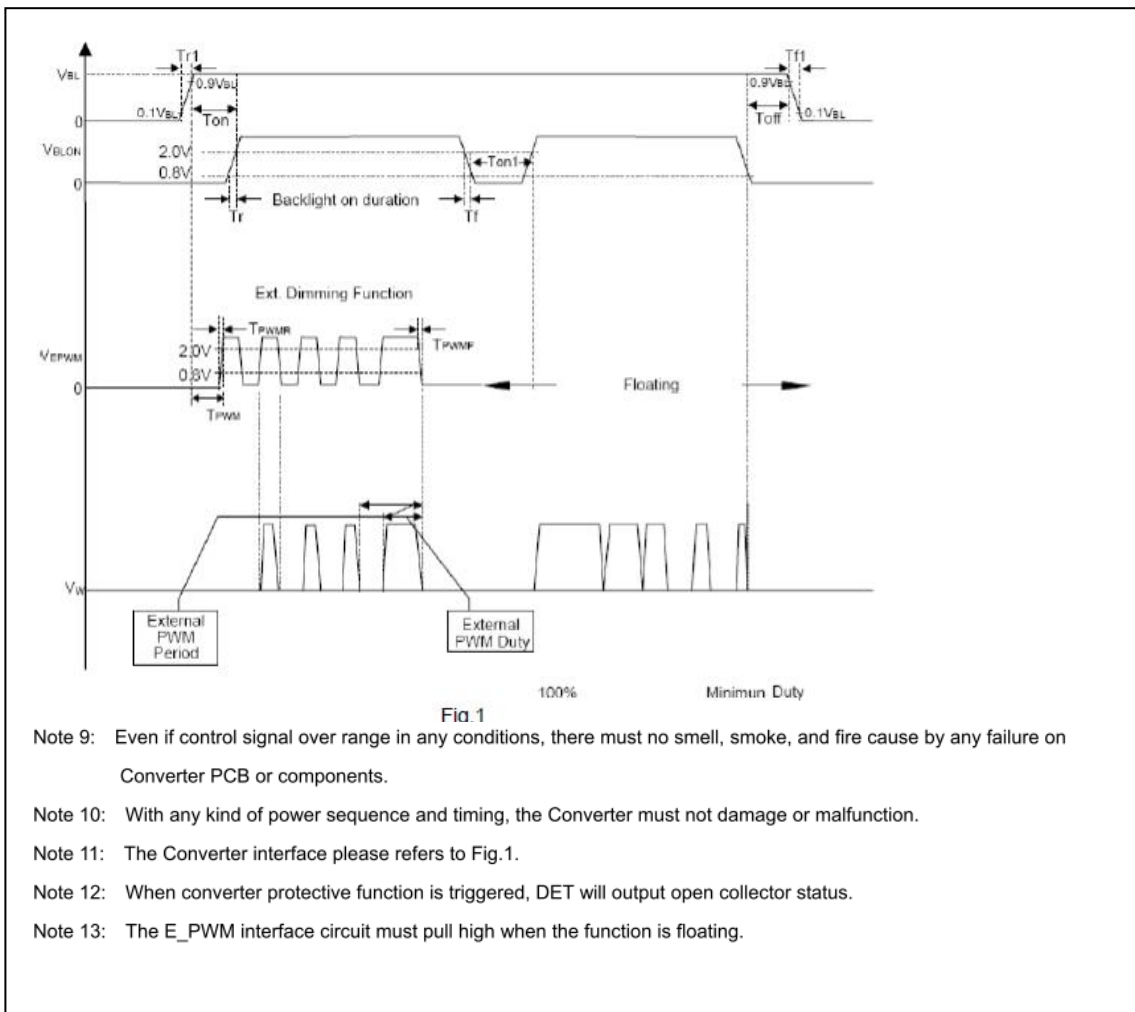 Tr1
Tf1
VBL
0.9VBL
0.9VBL
0.1VBL
Ton
Toff
0.1VBL
0
VBLON
2.0V
Ton1
0.8V
0
Backlight on duration
Tr
Tf
Ext. Dimming Function
TPWMR
TPWMF
VEPWM
2.0V
0.8V
0
Floating
TPWM
VW
External
PWM
Period
External
PWM Duty
100%
Minimun Duty
Fig.1
Note 9: Even if control signal over range in any conditions, there must no smell, smoke, and fire cause by any failure on
Converter PCB or components.
Note 10: With any kind of power sequence and timing, the Converter must not damage or malfunction.
Note 11: The Converter interface please refers to Fig.1.
Note 12: When converter protective function is triggered, DET will output open collector status.
Note 13: The E_PWM interface circuit must pull high when the function is floating.